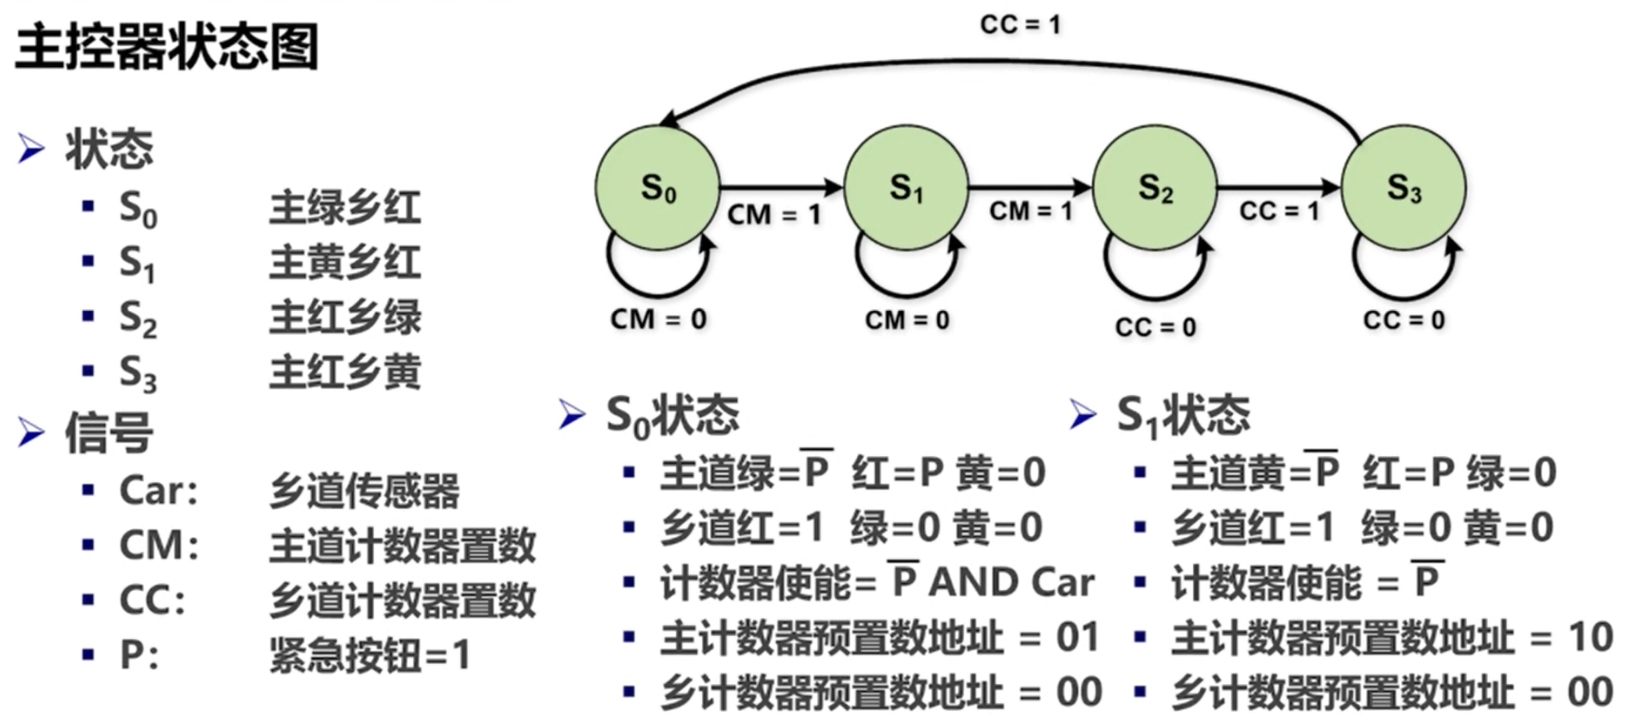 主控器状态图
CC = 1
S₀ S₁ S₂ S₃
CM = 1 CM = 1 CC = 1
CM = 0 CM = 0 CC = 0 CC = 0
状态
S₀ 主绿乡红
S₁ 主黄乡红
S₂ 主红乡绿
S₃ 主红乡黄
信号
Car： 乡道传感器
CM： 主道计数器置数
CC： 乡道计数器置数
P： 紧急按钮=1
S₀状态
主道绿=P̅ 红=P 黄=0
乡道红=1 绿=0 黄=0
计数器使能= P̅ AND Car
主计数器预置数地址 = 01
乡计数器预置数地址 = 00
S₁状态
主道黄=P̅ 红=P 绿=0
乡道红=1 绿=0 黄=0
计数器使能 = P̅
主计数器预置数地址 = 10
乡计数器预置数地址 = 00